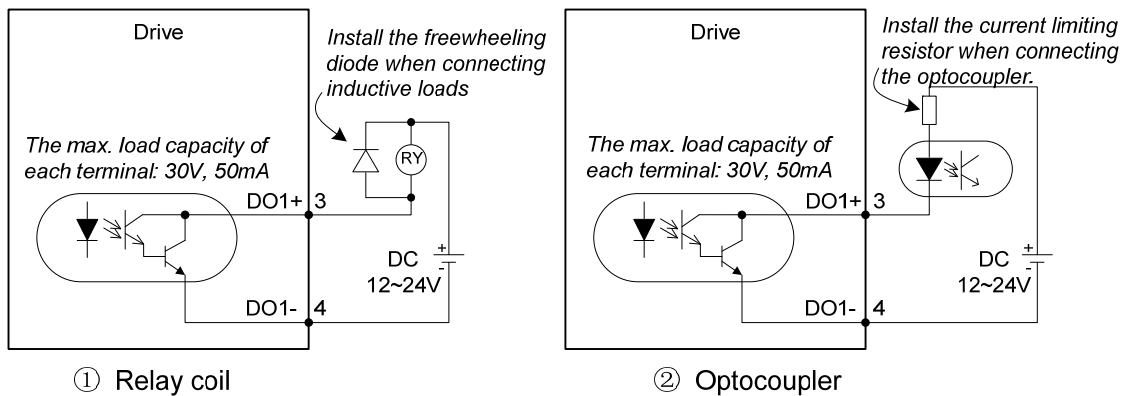 Drive
Install the freewheeling
diode when connecting
inductive loads
The max. load capacity of
each terminal: 30V, 50mA
RY
DO1+ 3
+
DC
12~24V
-
DO1- 4
① Relay coil
Drive
Install the current limiting
resistor when connecting
the optocoupler.
The max. load capacity of
each terminal: 30V, 50mA
DO1+ 3
+
DC
12~24V
-
DO1- 4
② Optocoupler